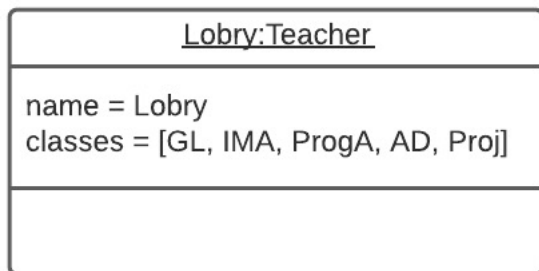 Lobry:Teacher
name = Lobry
classes = [GL, IMA, ProgA, AD, Proj]